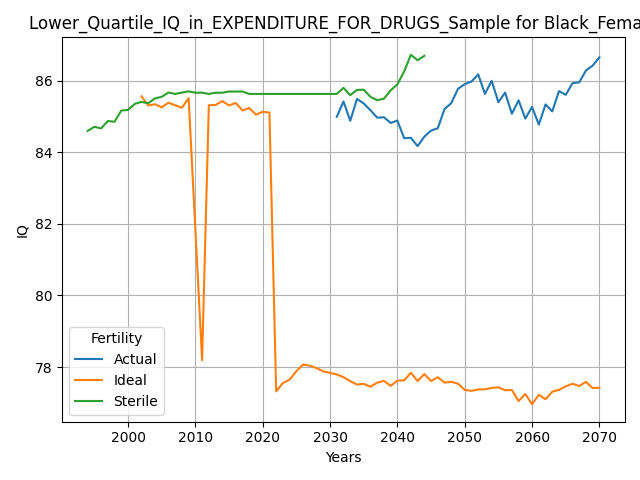 Lower_Quartile_IQ_in_EXPENDITURE_FOR_DRUGS_Sample for Black_Fema
86
84
82
80
78
IQ
Fertility
Actual
Ideal
Sterile
2000 2010 2020 2030 2040 2050 2060 2070
Years